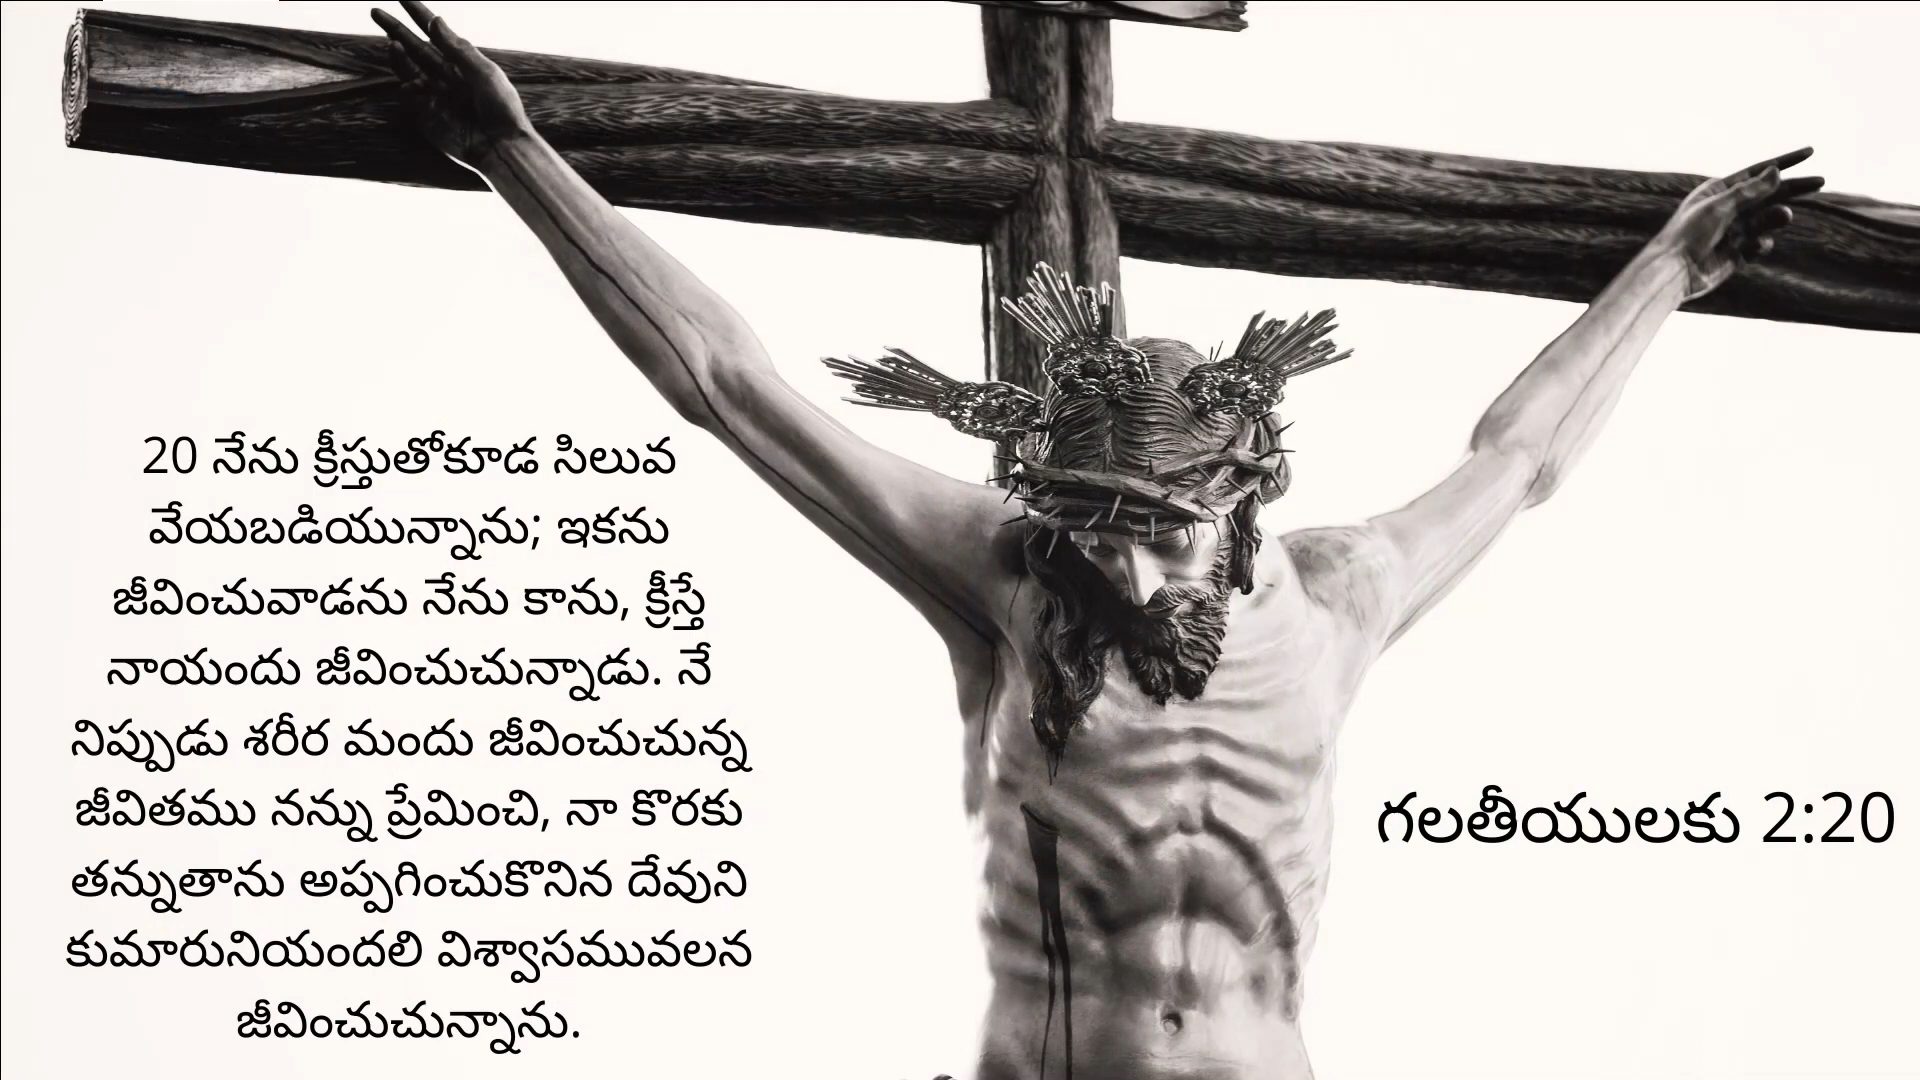 20 నేను క్రీస్తుతోకూడ సిలువ
వేయబడియున్నాను; ఇకను
జీవించువాడను నేను కాను, క్రీస్తే
నాయందు జీవించుచున్నాడు. నే
నిప్పుడు శరీర మందు జీవించుచున్న
జీవితము నన్ను ప్రేమించి, నా కొరకు
తన్నుతాను అప్పగించుకొనిన దేవుని
కుమారునియందలి విశ్వాసమువలన
జీవించుచున్నాను.
గలతీయులకు 2:20